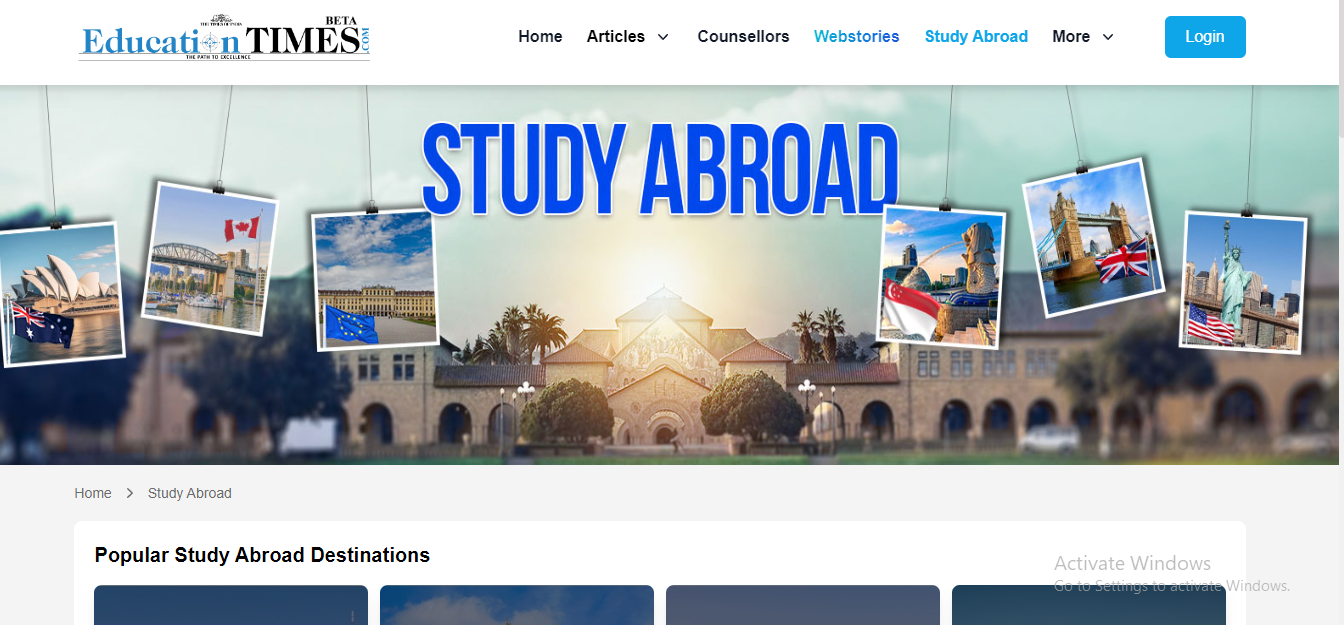 THE TIMES OF INDIA
BETA
Education TIMES.COM
THE PATH TO EXCELLENCE
Home
Articles
Counsellors
Webstories
Study Abroad
More
Login
STUDY ABROAD
Home
Study Abroad
Popular Study Abroad Destinations
Activate Windows
Go to Settings to activate Windows.